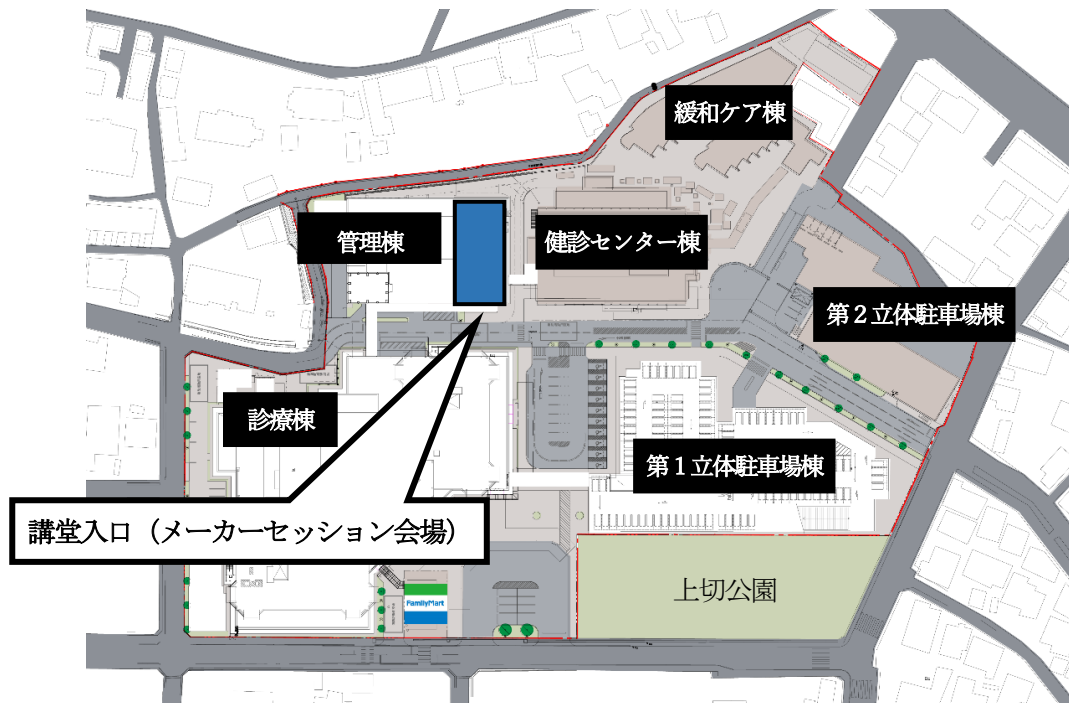 緩和ケア棟
管理棟
健診センター棟
第２立体駐車場棟
診療棟
第１立体駐車場棟
講堂入口（メーカーセッション会場）
上切公園
FamilyMart